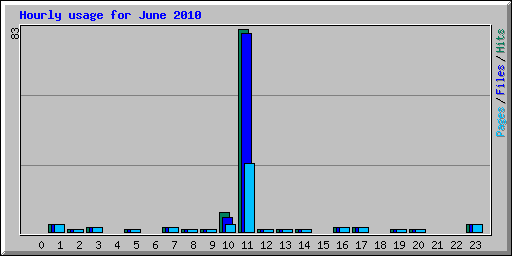 Hourly usage for June 2010
83
Pages/Files/Hits
0 1 2 3 4 5 6 7 8 9 10 11 12 13 14 15 16 17 18 19 20 21 22 23